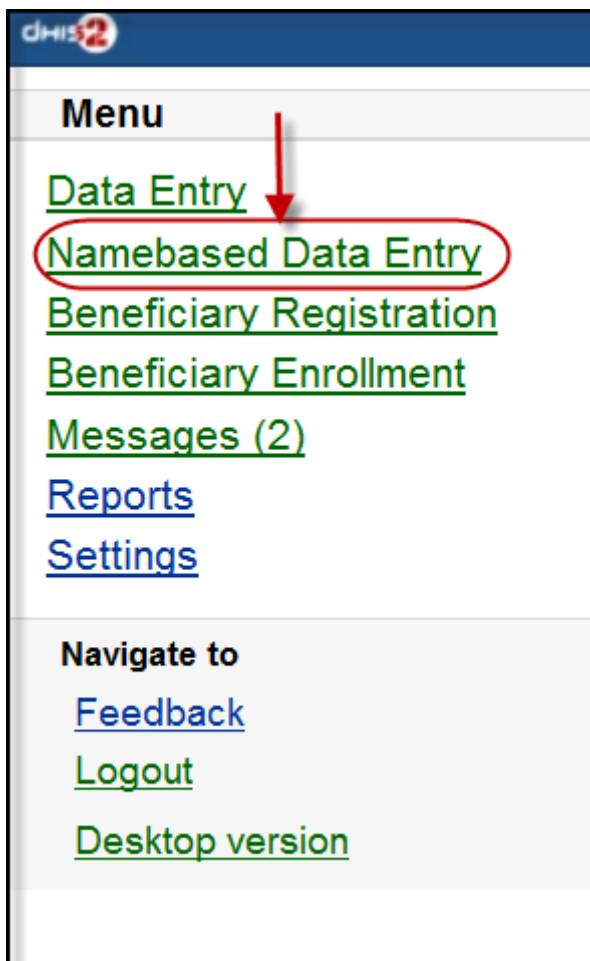 dHIS2
Menu
Data Entry
Namebased Data Entry
Beneficiary Registration
Beneficiary Enrollment
Messages (2)
Reports
Settings
Navigate to
Feedback
Logout
Desktop version